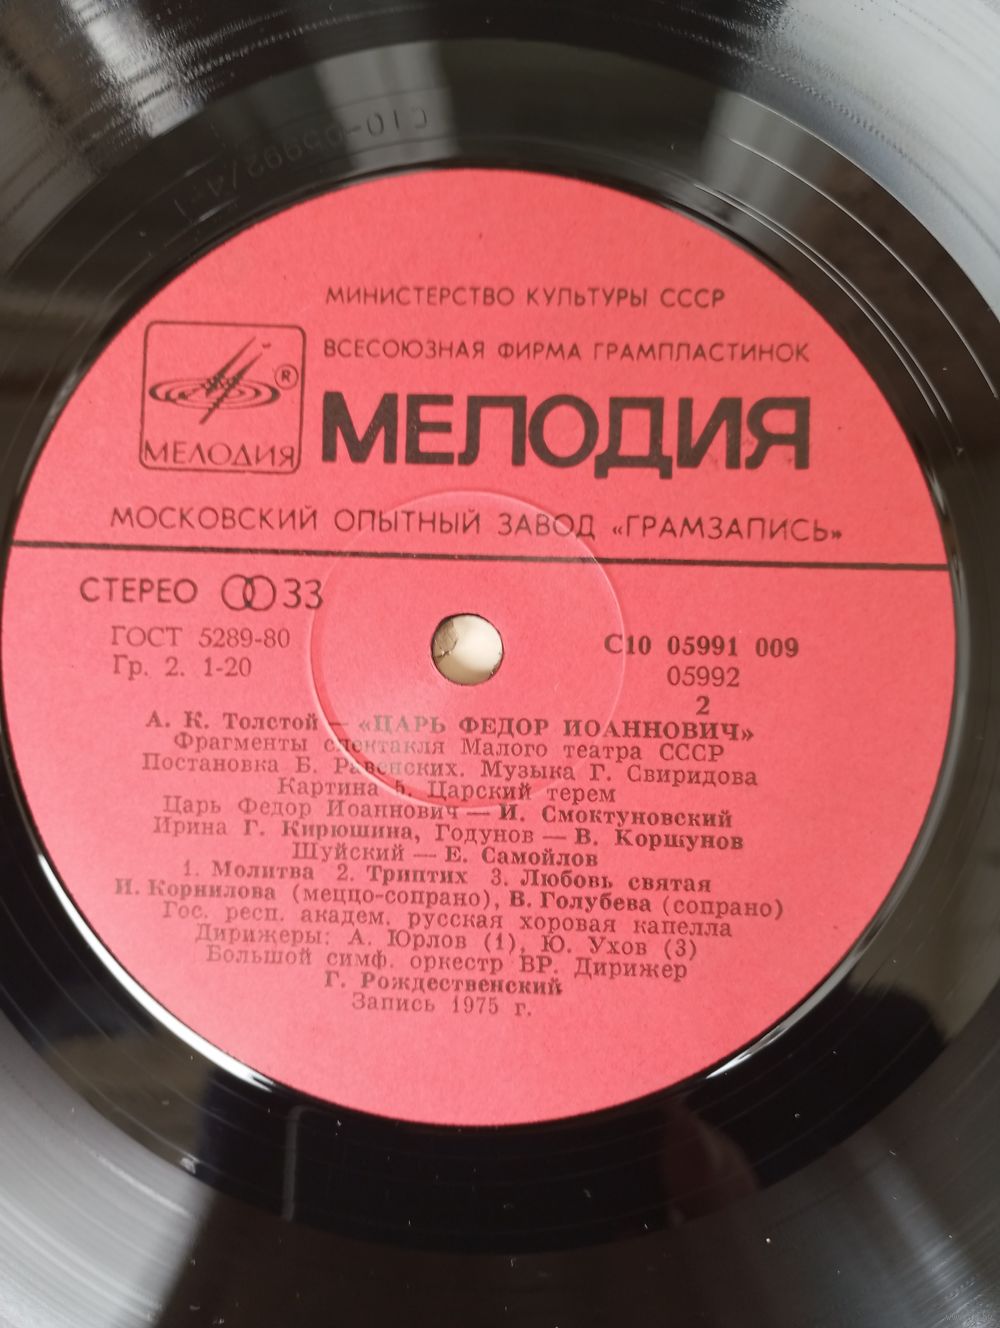 С10-05992/4-
МИНИСТЕРСТВО КУЛЬТУРЫ СССР
ВСЕСОЮЗНАЯ ФИРМА ГРАМПЛАСТИНОК
МЕЛОДИЯ
МЕЛОДИЯ ®
МОСКОВСКИЙ ОПЫТНЫЙ ЗАВОД «ГРАМЗАПИСЬ»
СТЕРЕО 33
ГОСТ 5289-80
Гр. 2. 1-20
С10 05991 009
05992
2
А. К. Толстой — «ЦАРЬ ФЕДОР ИОАННОВИЧ»
Фрагменты спектакля Малого театра СССР
Постановка Б. Равенских. Музыка Г. Свиридова
Картина 5. Царский терем
Царь Федор Иоаннович — И. Смоктуновский
Ирина Г. Кирюшина, Годунов — В. Коршунов
Шуйский — Е. Самойлов
1. Молитва 2. Триптих 3. Любовь святая
И. Корнилова (меццо-сопрано), В. Голубева (сопрано)
Гос. респ. академ. русская хоровая капелла
Дирижеры: А. Юрлов (1), Ю. Ухов (3)
Большой симф. оркестр ВР. Дирижер
Г. Рождественский
Запись 1975 г.